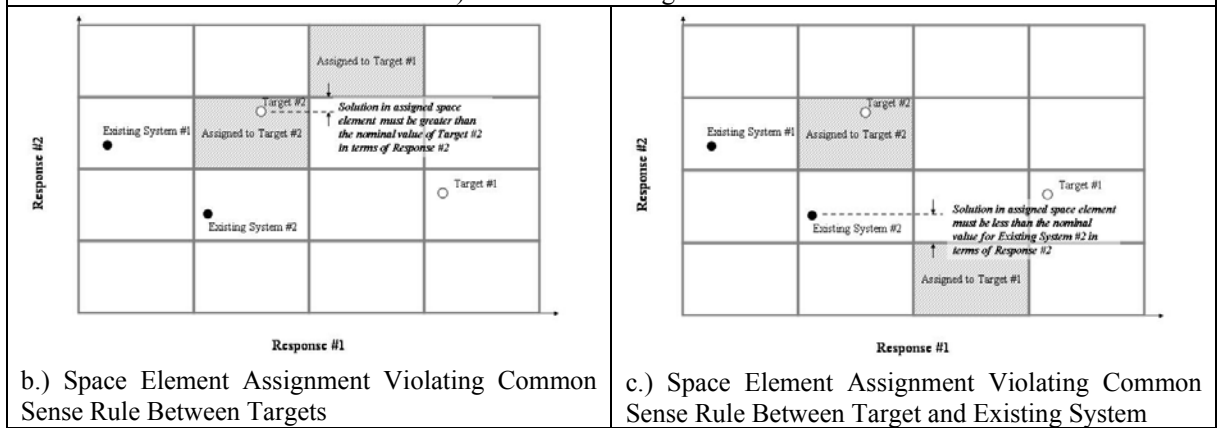 Assigned to Target #1
Target #2
Solution in assigned space
element must be greater than
the nominal value of Target #2
in terms of Response #2
Existing System #1
Assigned to Target #2
Target #1
Existing System #2
Response #2
Response #1
b.) Space Element Assignment Violating Common
Sense Rule Between Targets
Target #2
Existing System #1
Assigned to Target #2
Target #1
Solution in assigned space element
must be less than the nominal
value for Existing System #2 in
terms of Response #2
Existing System #2
Assigned to Target #1
Response #2
Response #1
c.) Space Element Assignment Violating Common
Sense Rule Between Target and Existing System